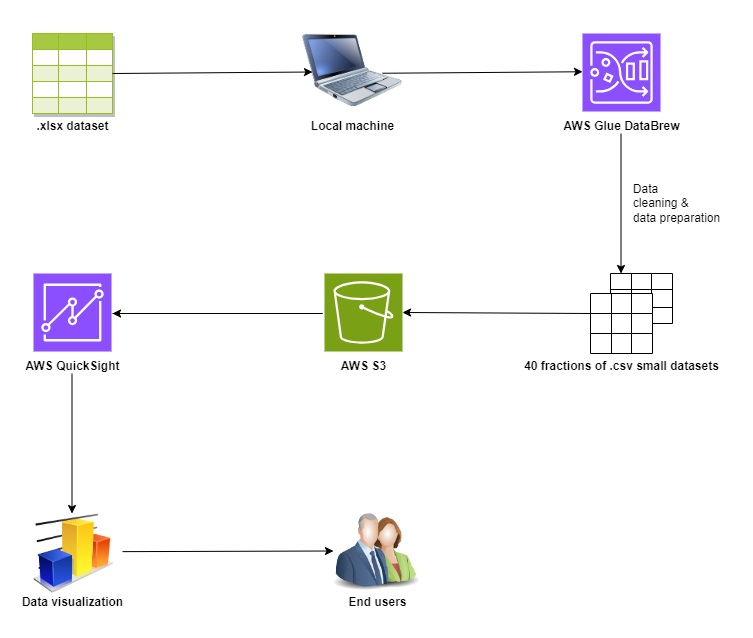 .xlsx dataset
Local machine
AWS Glue DataBrew
Data
cleaning &
data preparation
AWS QuickSight
AWS S3
40 fractions of .csv small datasets
Data visualization
End users